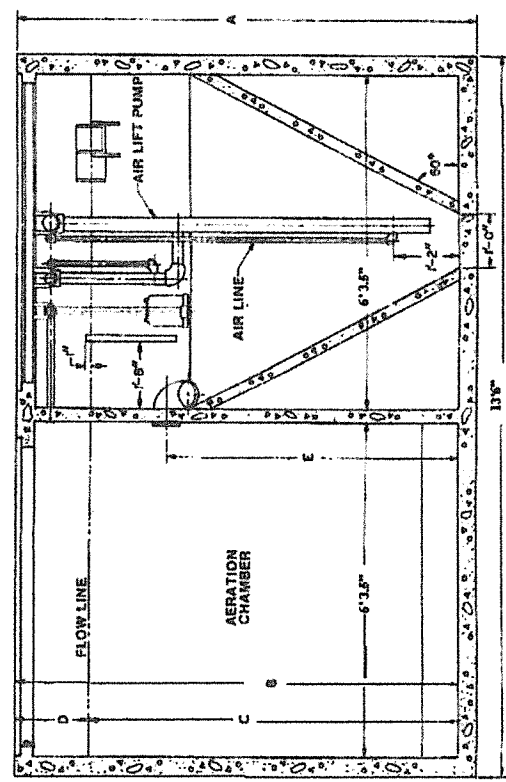 A
AIR LIFT PUMP
60°
AIR LINE
1'-2"
1'-0"
6'3.5"
1"
1'-6"
E
13'6"
FLOW LINE
AERATION
CHAMBER
6'3.5"
D
C
B